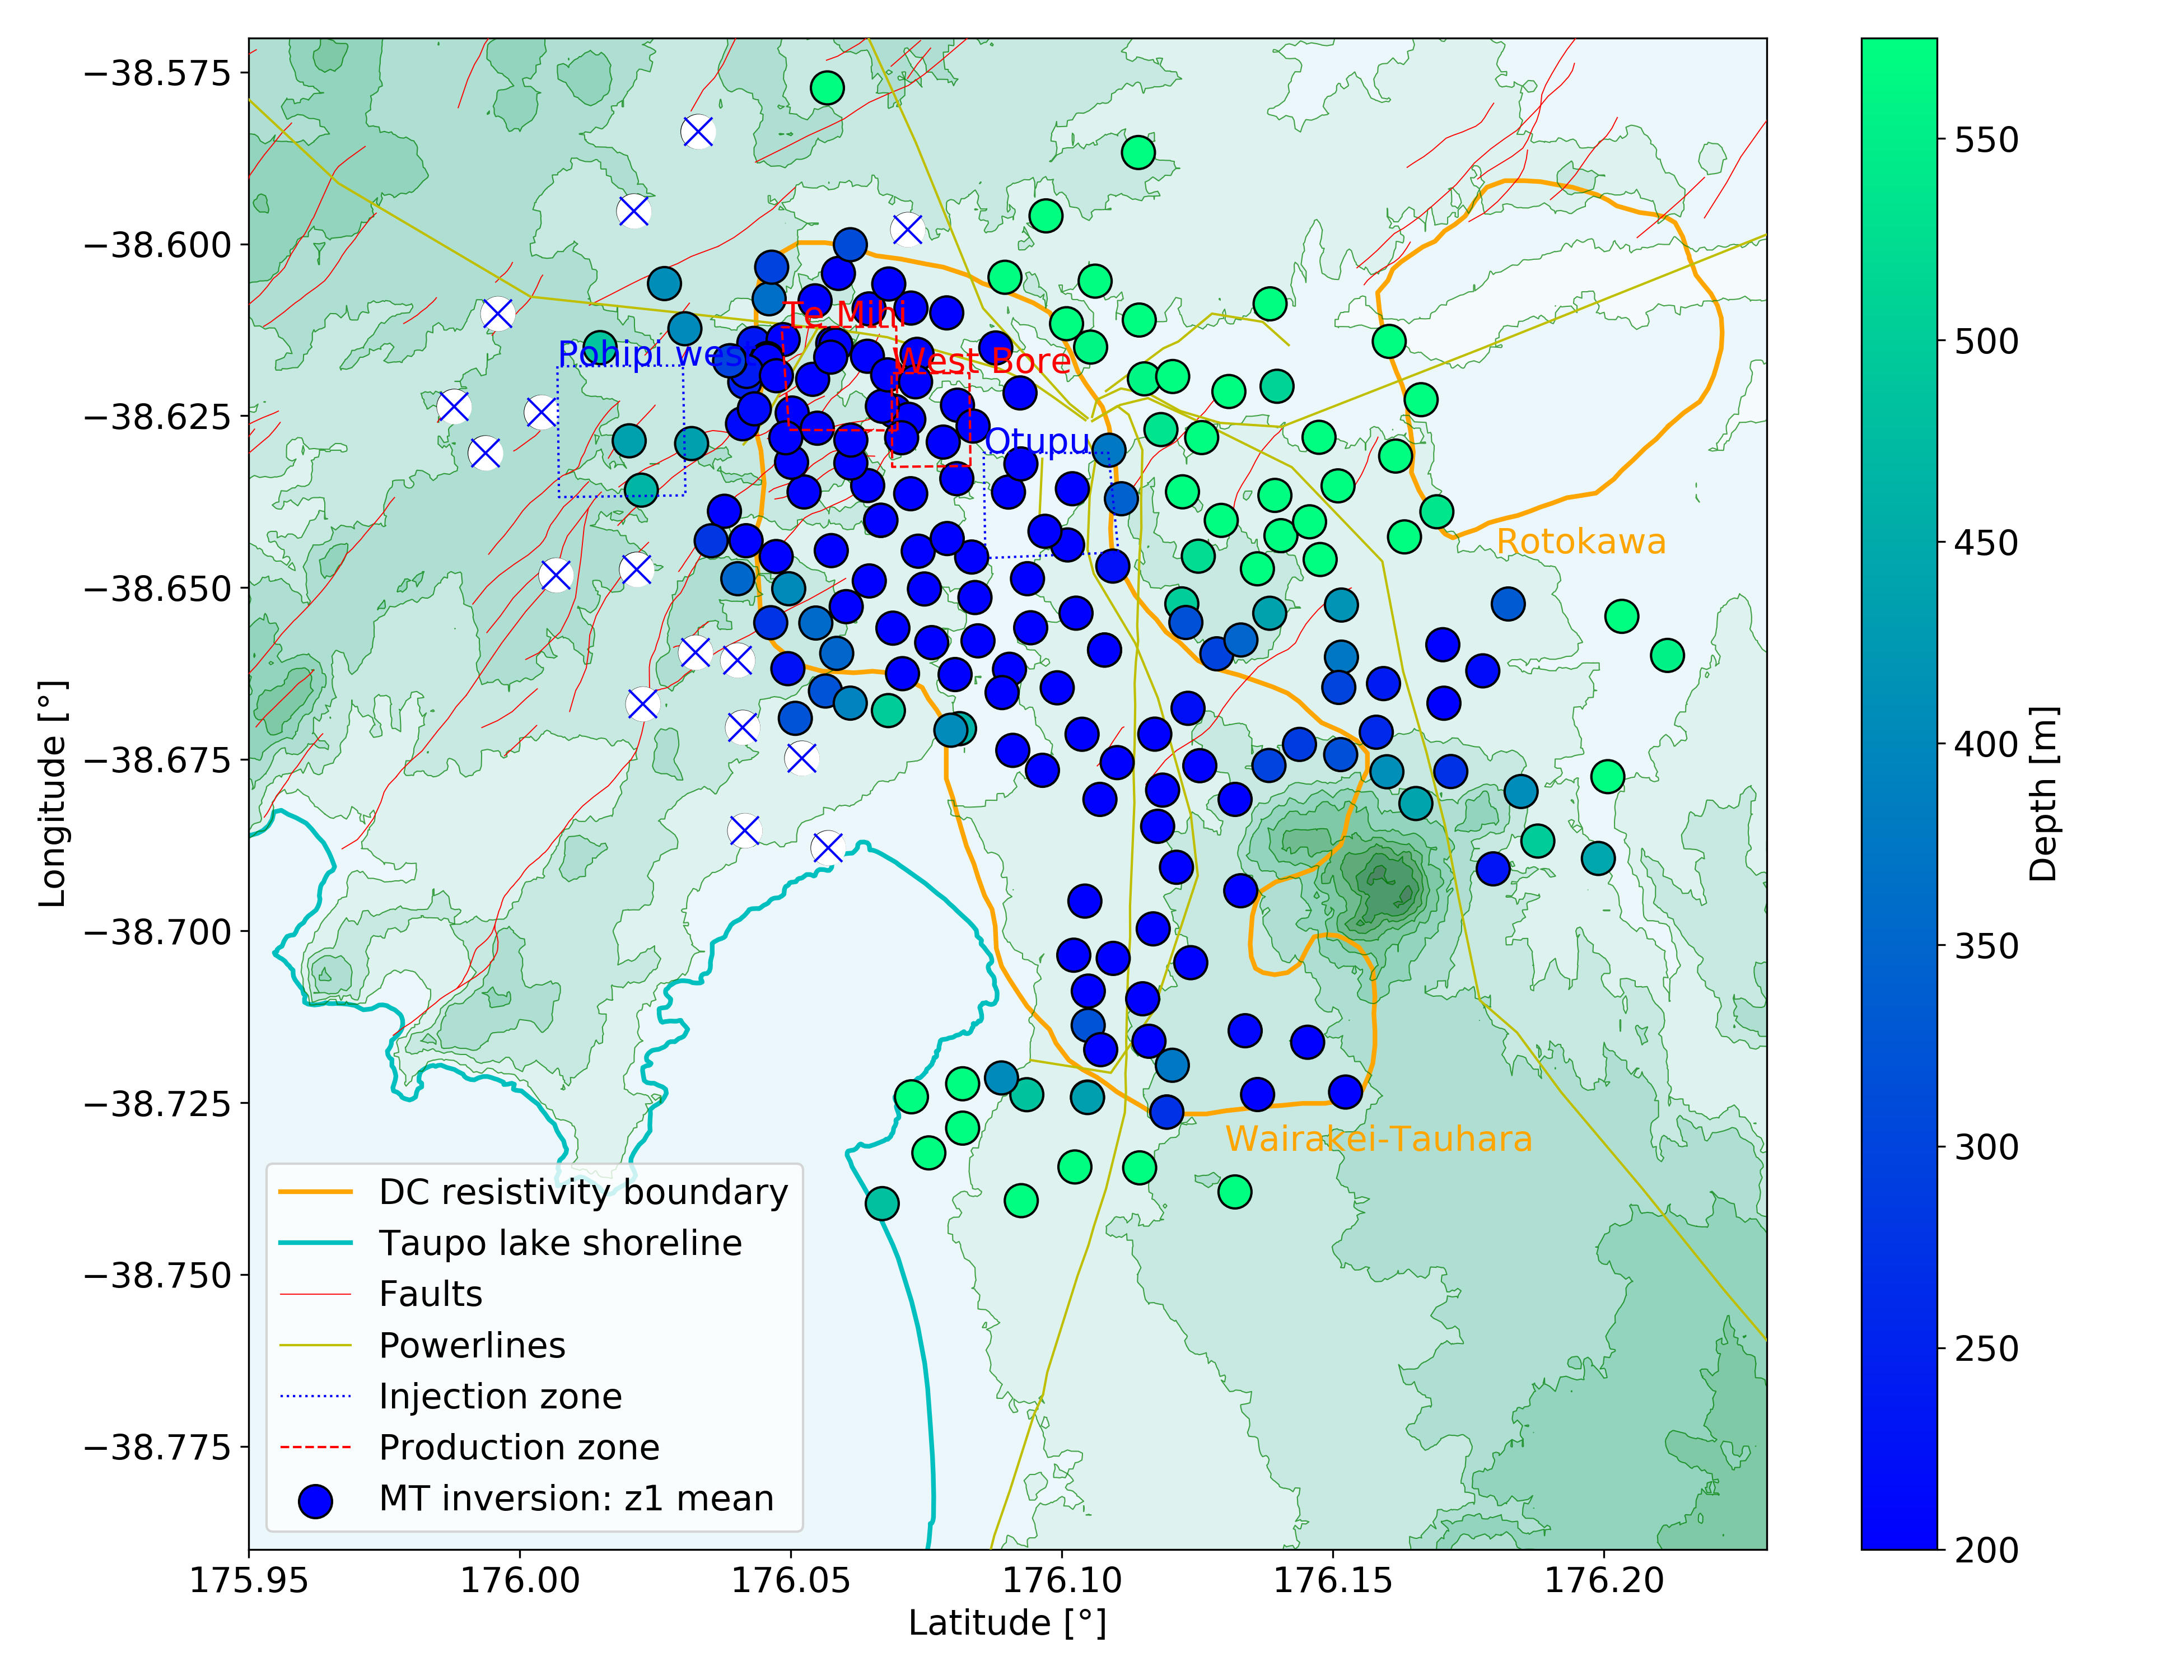 −38.575
−38.600
−38.625
−38.650
−38.675
−38.700
−38.725
−38.750
−38.775
Longitude [°]
175.95
176.00
176.05
176.10
176.15
176.20
Latitude [°]
Te Mihi
Pohipi west
West Bore
Otupu
Rotokawa
Wairakei-Tauhara
DC resistivity boundary
Taupo lake shoreline
Faults
Powerlines
Injection zone
Production zone
MT inversion: z1 mean
550
500
450
400
350
300
250
200
Depth [m]